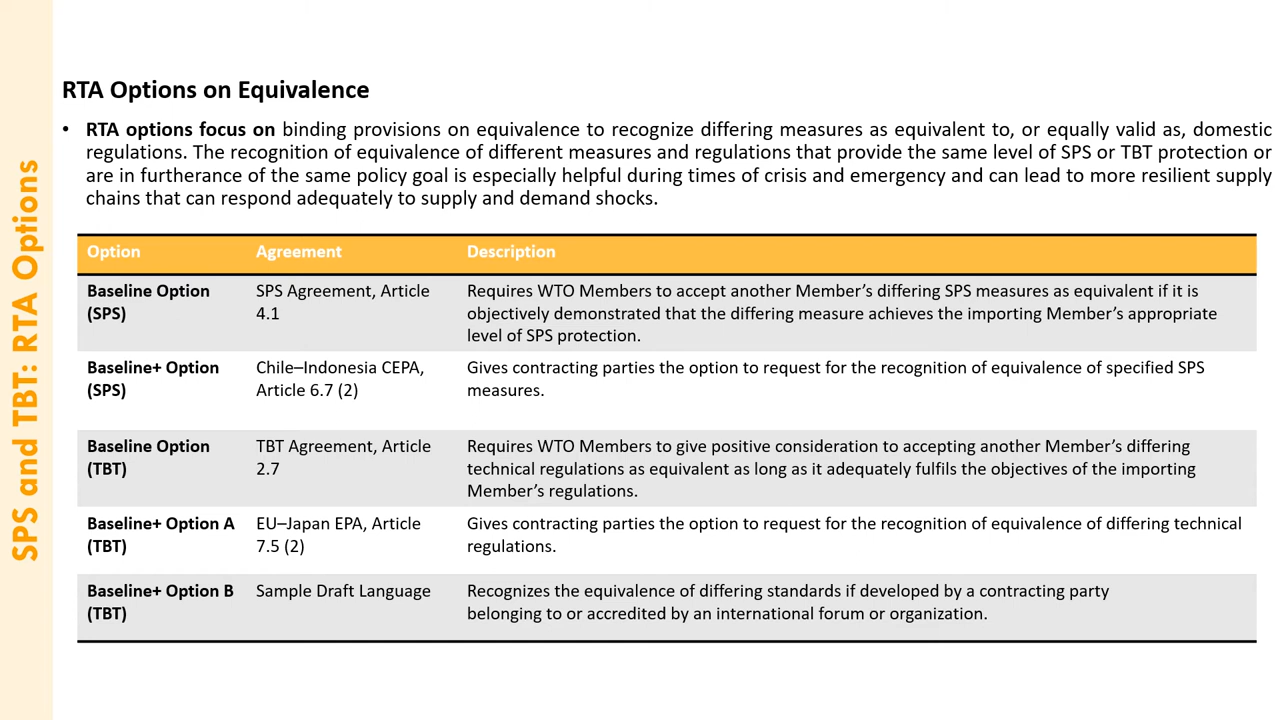 SPS and TBT: RTA Options
RTA Options on Equivalence
• RTA options focus on binding provisions on equivalence to recognize differing measures as equivalent to, or equally valid as, domestic
regulations. The recognition of equivalence of different measures and regulations that provide the same level of SPS or TBT protection or
are in furtherance of the same policy goal is especially helpful during times of crisis and emergency and can lead to more resilient supply
chains that can respond adequately to supply and demand shocks.
Option Agreement Description
Baseline Option SPS Agreement, Article Requires WTO Members to accept another Member’s differing SPS measures as equivalent if it is
(SPS) 4.1 objectively demonstrated that the differing measure achieves the importing Member’s appropriate
level of SPS protection.
Baseline+ Option Chile–Indonesia CEPA, Gives contracting parties the option to request for the recognition of equivalence of specified SPS
(SPS) Article 6.7 (2) measures.
Baseline Option TBT Agreement, Article Requires WTO Members to give positive consideration to accepting another Member’s differing
(TBT) 2.7 technical regulations as equivalent as long as it adequately fulfils the objectives of the importing
Member’s regulations.
Baseline+ Option A EU–Japan EPA, Article Gives contracting parties the option to request for the recognition of equivalence of differing technical
(TBT) 7.5 (2) regulations.
Baseline+ Option B Sample Draft Language Recognizes the equivalence of differing standards if developed by a contracting party
(TBT) belonging to or accredited by an international forum or organization.